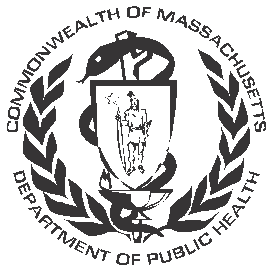 COMMONWEALTH OF MASSACHUSETTS
DEPARTMENT OF PUBLIC HEALTH